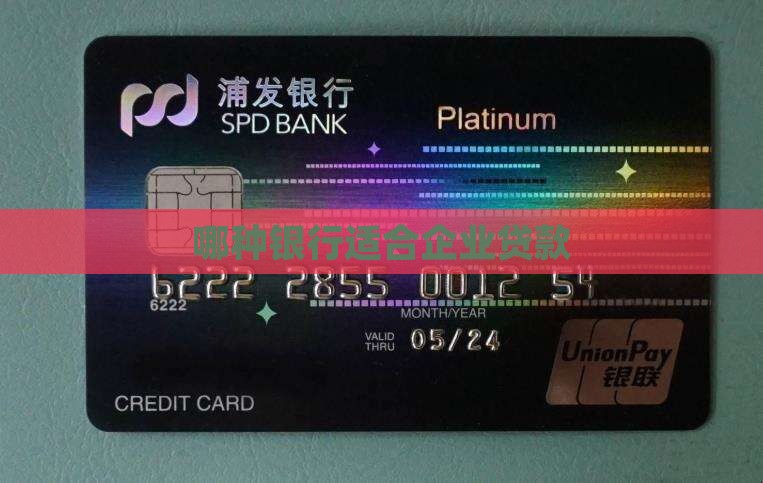 浦发银行
SPD BANK
Platinum
哪种银行适合企业贷款
6222 2855 0012 54
6222
MONTH/YEAR
VALID THRU 05/24
UnionPay
银联
CREDIT CARD